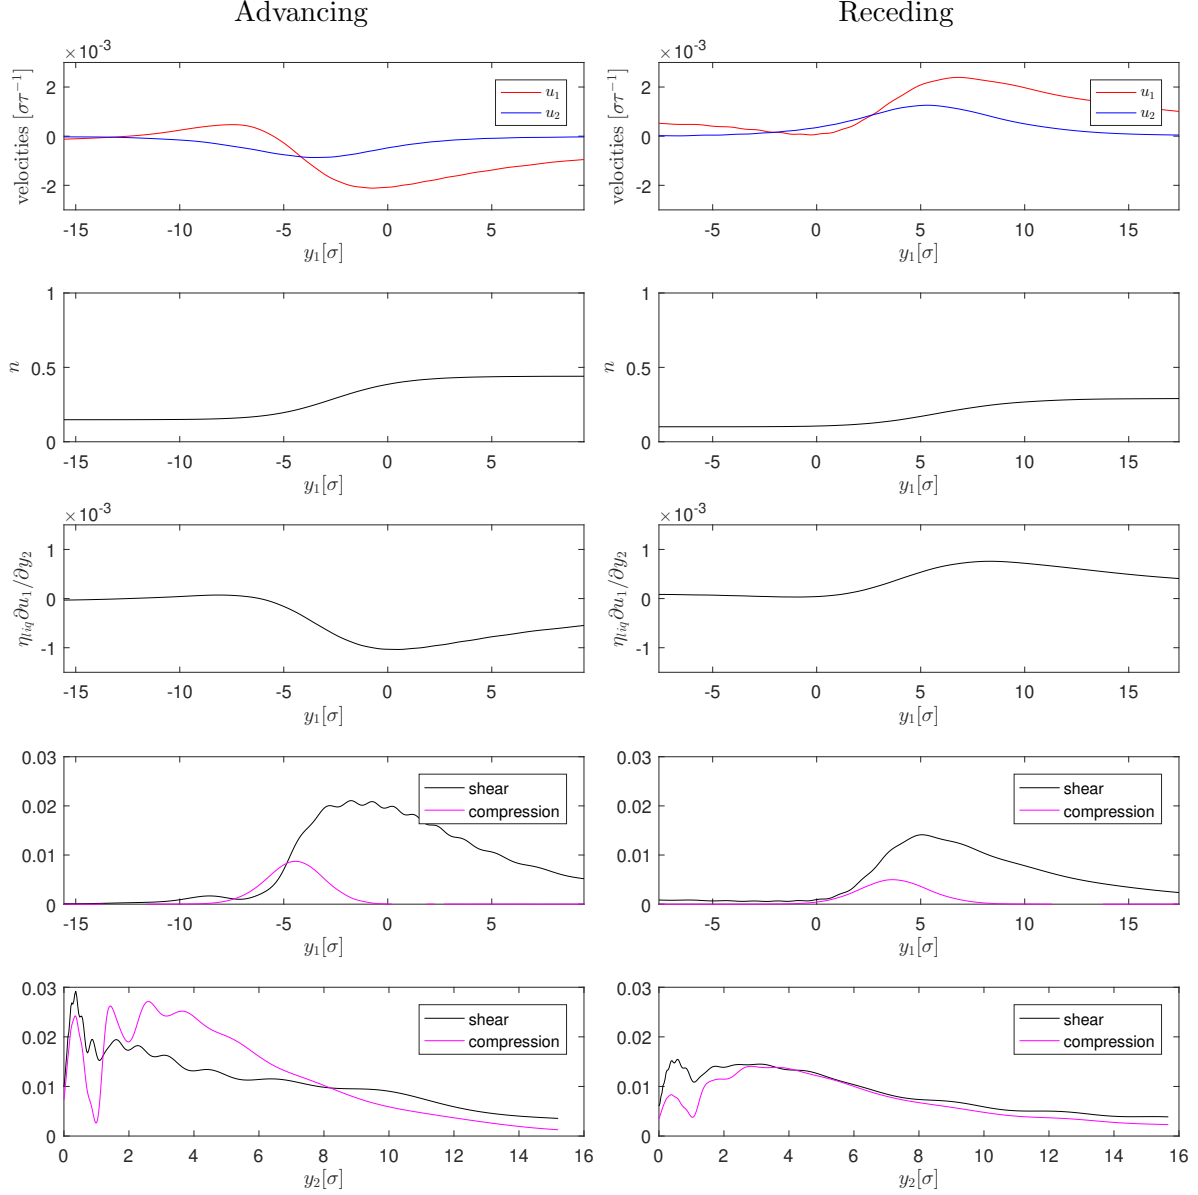 Advancing
Receding
×10⁻³
2
0
-2
velocities [στ⁻¹]
u₁
u₂
-15 -10 -5 0 5
y₁[σ]
×10⁻³
2
0
-2
velocities [στ⁻¹]
u₁
u₂
-5 0 5 10 15
y₁[σ]
1
0.5
0
n
-15 -10 -5 0 5
y₁[σ]
1
0.5
0
n
-5 0 5 10 15
y₁[σ]
×10⁻³
1
0
-1
η_liq ∂u₁/∂y₂
-15 -10 -5 0 5
y₁[σ]
×10⁻³
1
0
-1
η_liq ∂u₁/∂y₂
-5 0 5 10 15
y₁[σ]
0.03
0.02
0.01
0
shear
compression
-15 -10 -5 0 5
y₁[σ]
0.03
0.02
0.01
0
shear
compression
-5 0 5 10 15
y₁[σ]
0.03
0.02
0.01
0
shear
compression
0 2 4 6 8 10 12 14 16
y₂[σ]
0.03
0.02
0.01
0
shear
compression
0 2 4 6 8 10 12 14 16
y₂[σ]